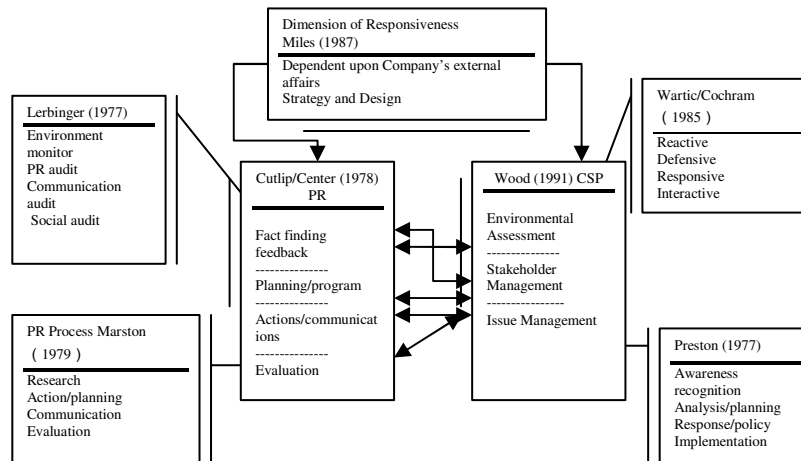 Dimension of Responsiveness
Miles (1987)
Dependent upon Company's external
affairs
Strategy and Design
Lerbinger (1977)
Environment
monitor
PR audit
Communication
audit
Social audit
Wartic/Cochram
( 1985 )
Reactive
Defensive
Responsive
Interactive
Cutlip/Center (1978)
PR
Fact finding
feedback
---------------
Planning/program
---------------
Actions/communicat
ions
---------------
Evaluation
Wood (1991) CSP
Environmental
Assessment
---------------
Stakeholder
Management
----------------
Issue Management
PR Process Marston
( 1979 )
Research
Action/planning
Communication
Evaluation
Preston (1977)
Awareness
recognition
Analysis/planning
Response/policy
Implementation